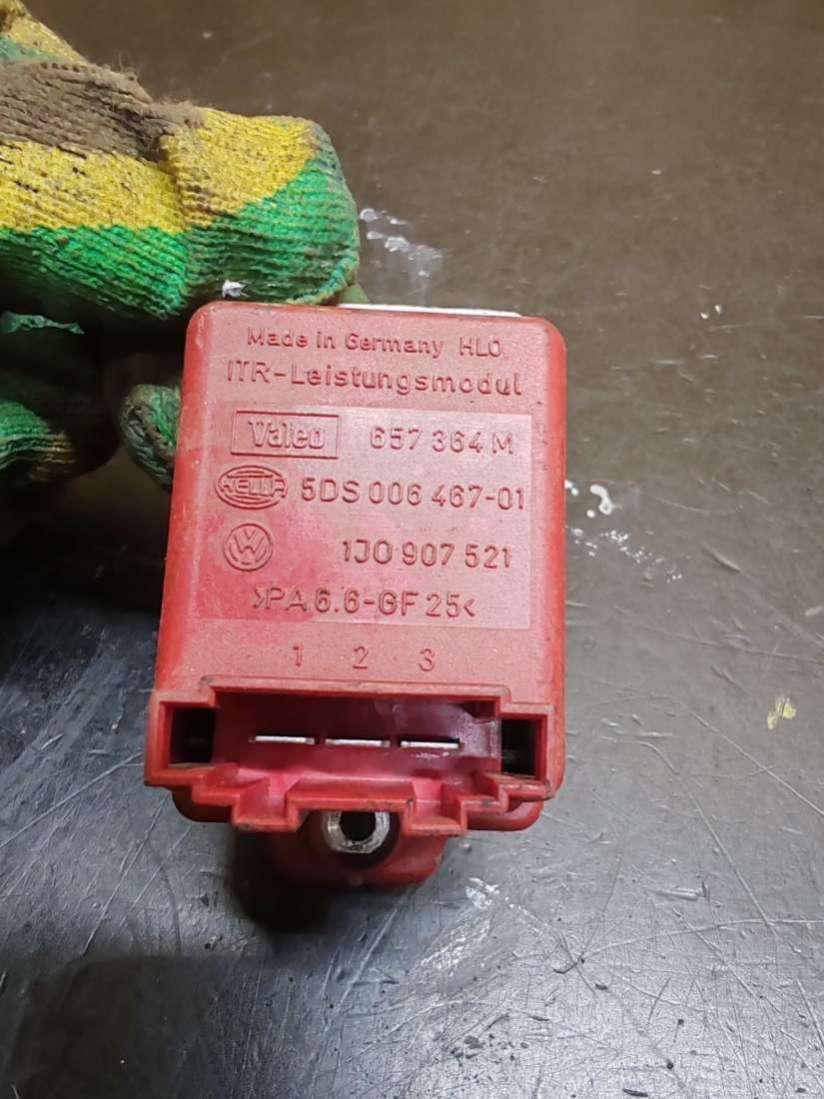 Made in Germany HLO
ITR-Leistungsmodul
Valeo 657 364 M
HELLA 5DS 006 467-01
VW 1J0 907 521
>PA 6.6-GF 25<
1 2 3